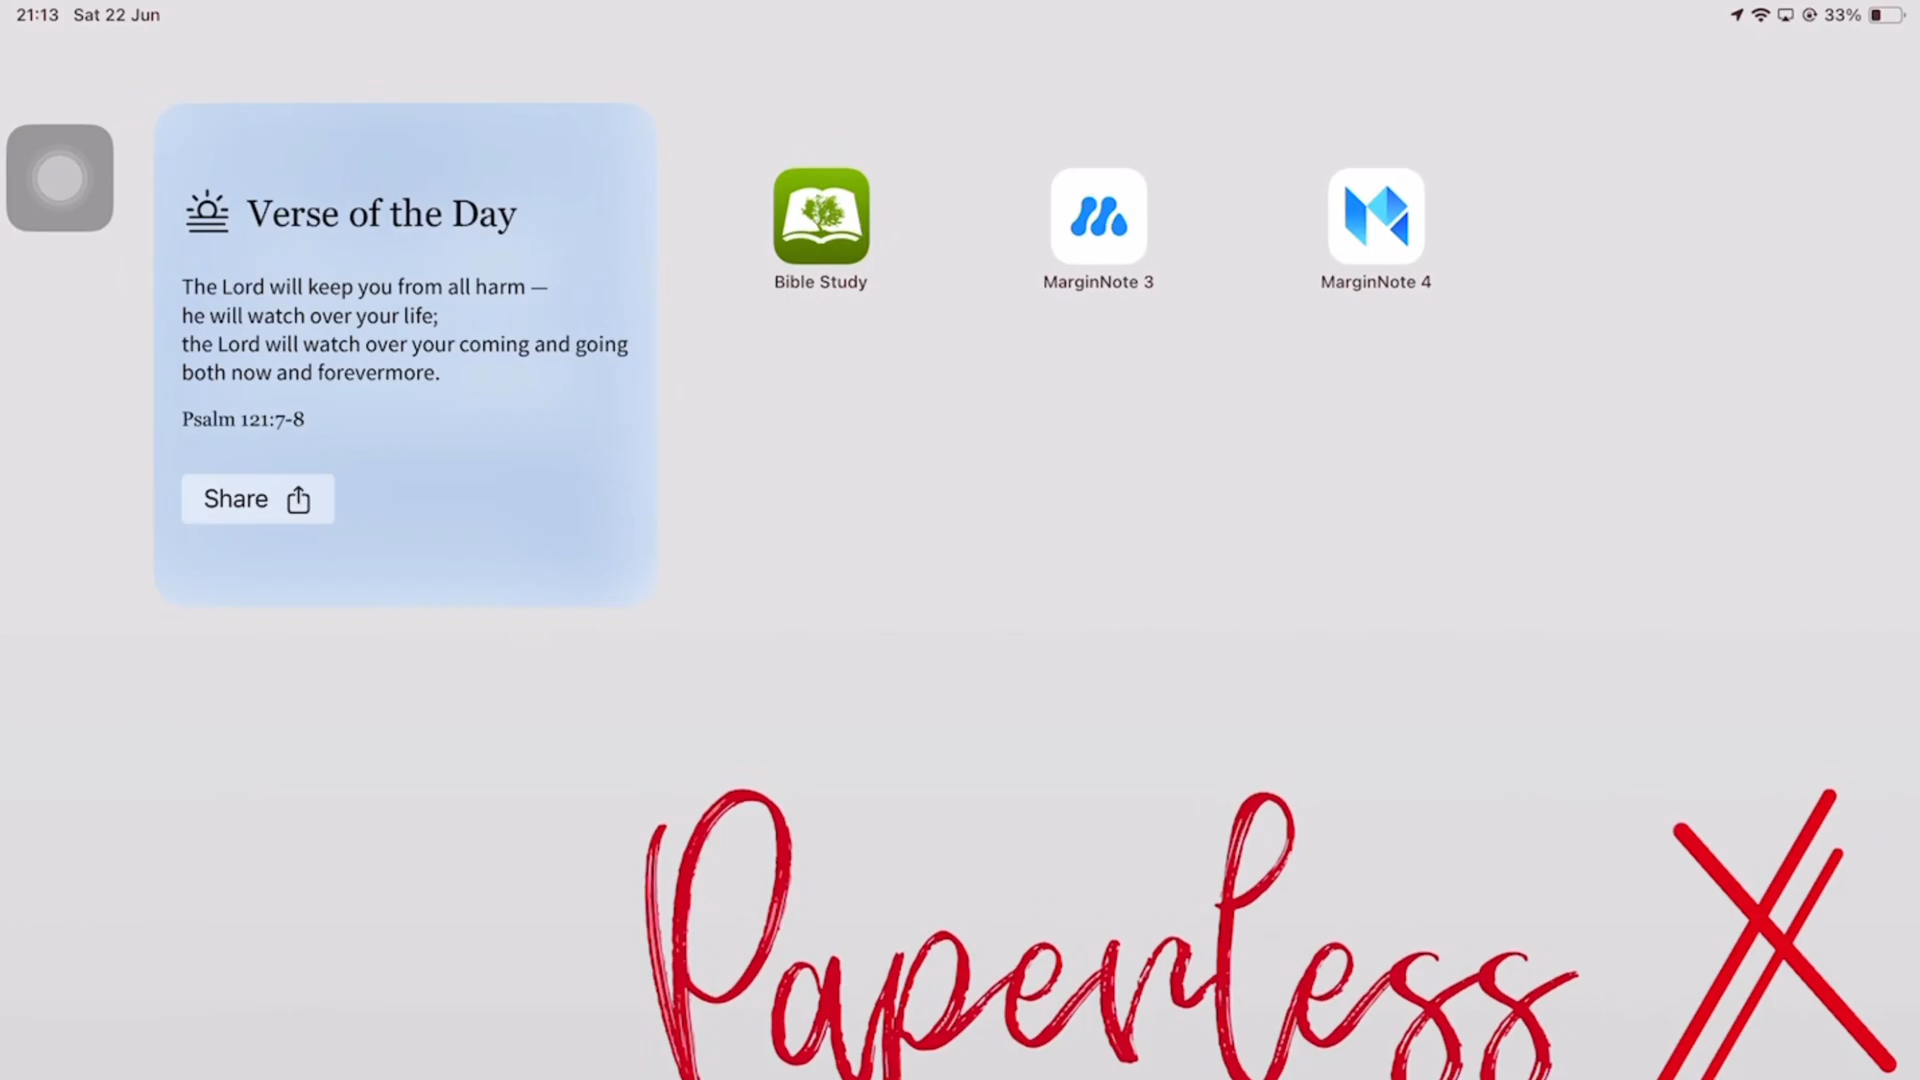 21:13 Sat 22 Jun
33%
Verse of the Day
The Lord will keep you from all harm —
he will watch over your life;
the Lord will watch over your coming and going
both now and forevermore.
Psalm 121:7-8
Share
Bible Study
MarginNote 3
MarginNote 4
Paperless X